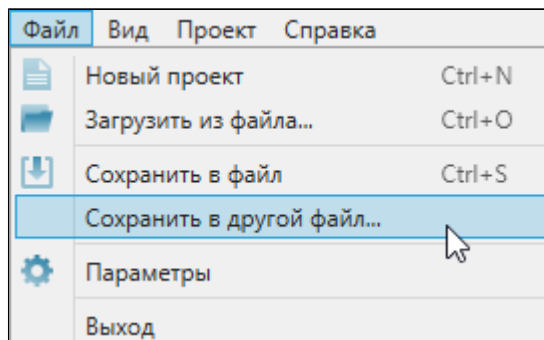 Файл Вид Проект Справка
Новый проект Ctrl+N
Загрузить из файла... Ctrl+O
Сохранить в файл Ctrl+S
Сохранить в другой файл...
Параметры
Выход